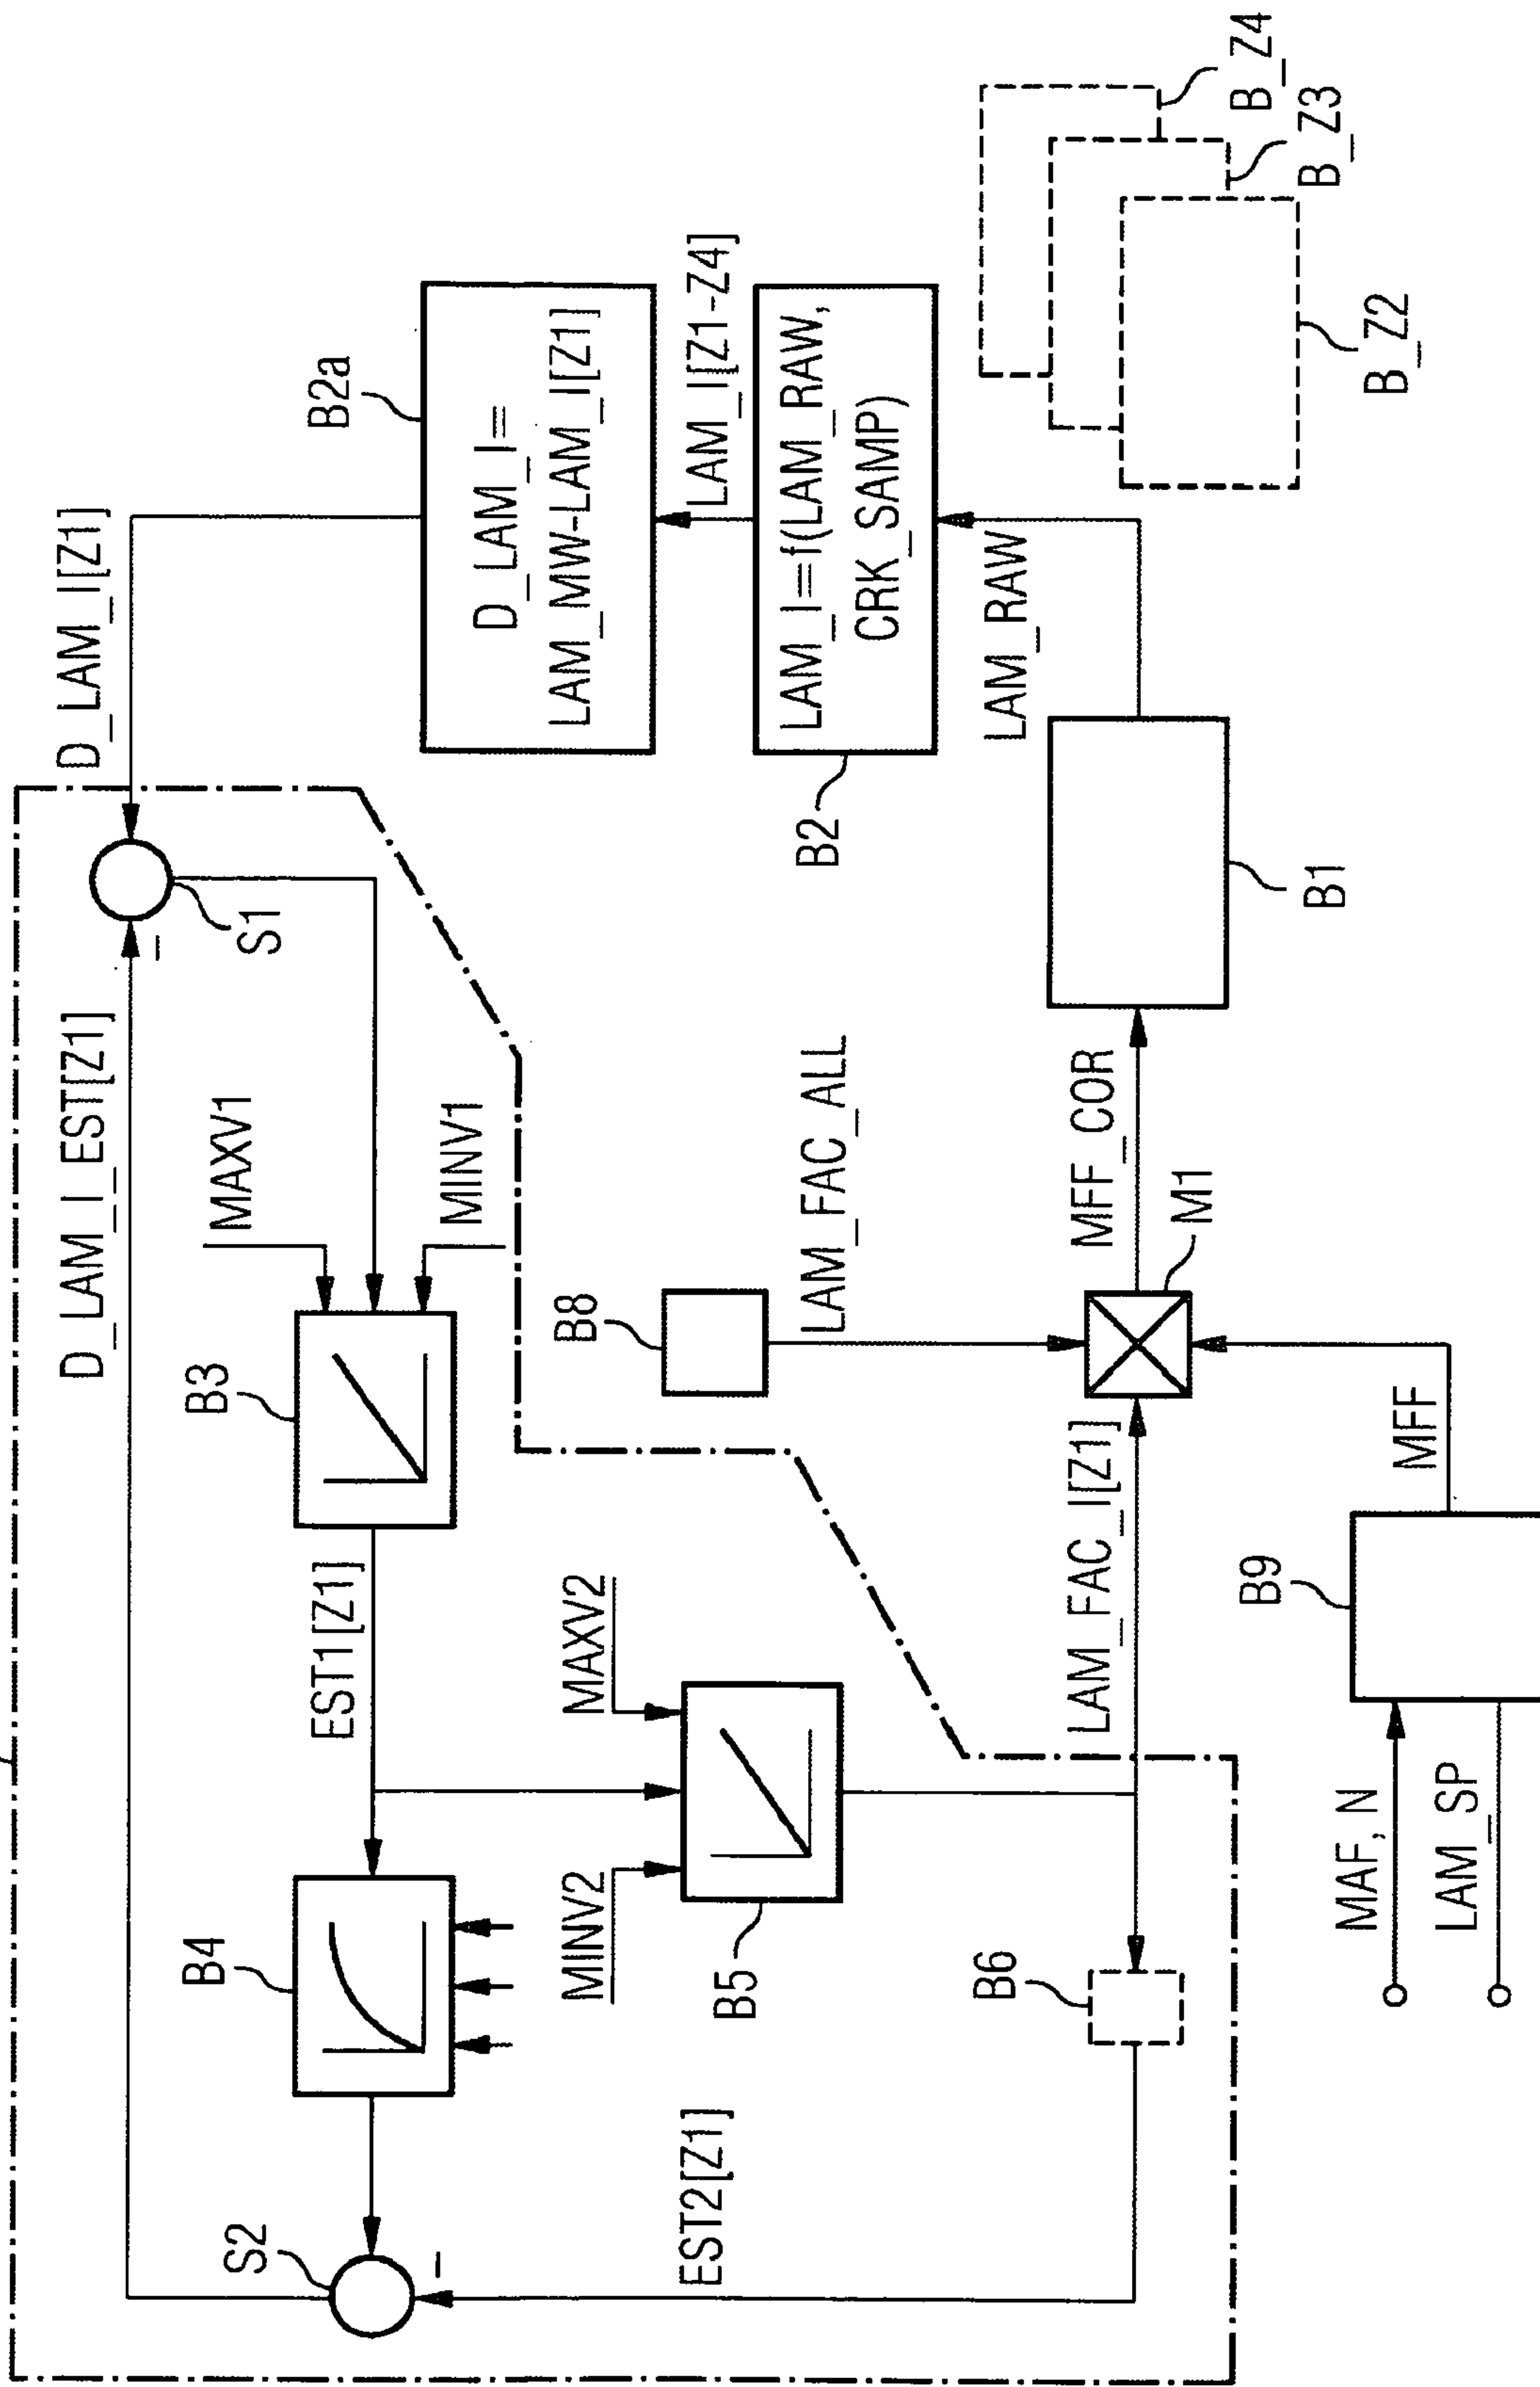 D_LAM_I_EST[Z1]
D_LAM_I[Z1]
S2
B4
EST1[Z1]
B3
MAXV1
S1
B2a
MINV1
D_LAM_I=
LAM_MW-LAM_I[Z1]
MINV2
MAXV2
B8
LAM_I[Z1-Z4]
EST2[Z1]
B5
LAM_FAC_ALL
B2
LAM_I=f(LAM_RAW,
CRK_SAMP)
B6
LAM_FAC_I[Z1]
MFF_COR
LAM_RAW
M1
B1
B_Z4
B_Z3
B_Z2
B9
MFF
MAF, N
LAM_SP